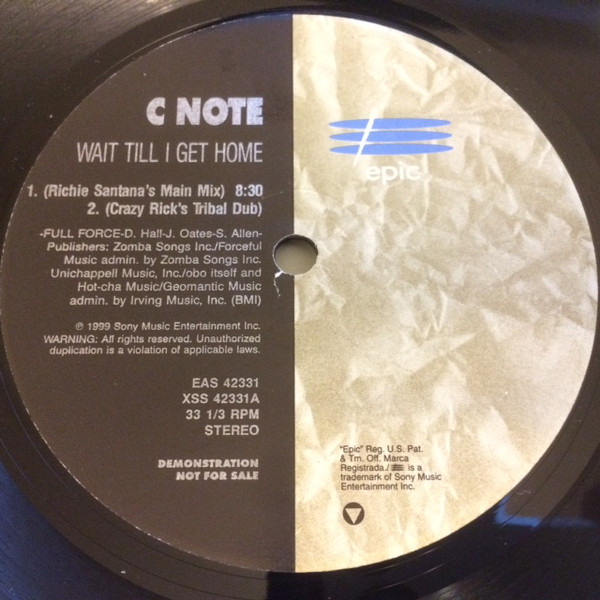 C NOTE
WAIT TILL I GET HOME
1. (Richie Santana's Main Mix) 8:30
2. (Crazy Rick's Tribal Dub)
-FULL FORCE-D. Hall-J. Oates-S. Allen-
Publishers: Zomba Songs Inc./Forceful
Music admin. by Zomba Songs Inc.
Unichappell Music, Inc./obo itself and
Hot-cha Music/Geomantic Music
admin. by Irving Music, Inc. (BMI)
℗ 1999 Sony Music Entertainment Inc.
WARNING: All rights reserved. Unauthorized
duplication is a violation of applicable laws.
EAS 42331
XSS 42331A
33 1/3 RPM
STEREO
DEMONSTRATION
NOT FOR SALE
epic
"Epic" Reg. U.S. Pat.
& Tm. Off. Marca
Registrada./ is a
trademark of Sony Music
Entertainment Inc.